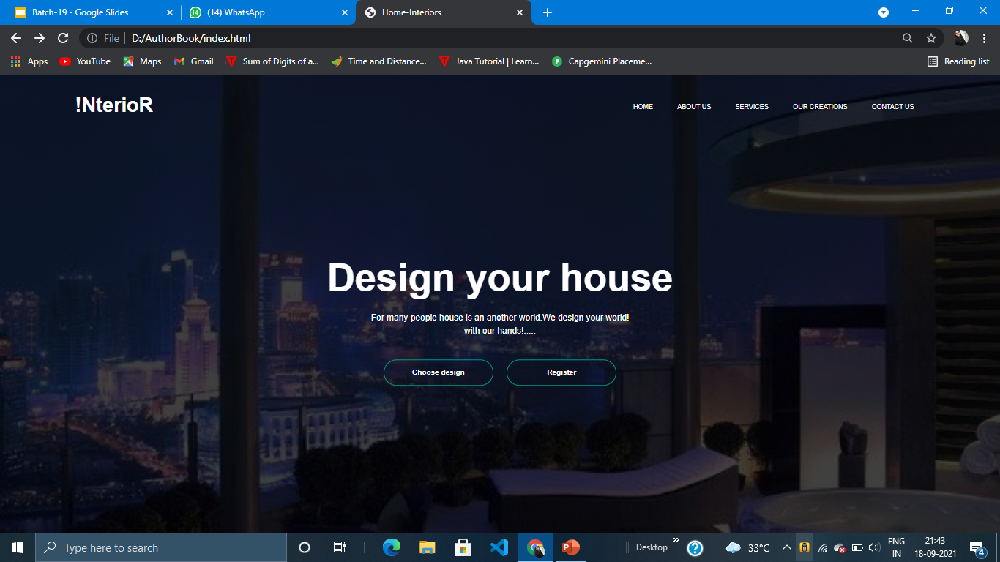 Batch-19 - Google Slides
14 (14) WhatsApp
Home-Interiors
File D:/AuthorBook/index.html
Apps YouTube Maps Gmail Sum of Digits of a... Time and Distance... Java Tutorial | Learn... Capgemini Placeme... Reading list
!NterioR
HOME ABOUT US SERVICES OUR CREATIONS CONTACT US
Design your house
For many people house is an another world.We design your world!
with our hands!.....
Choose design Register
Type here to search
Desktop
33°C
ENG
IN
21:43
18-09-2021
4